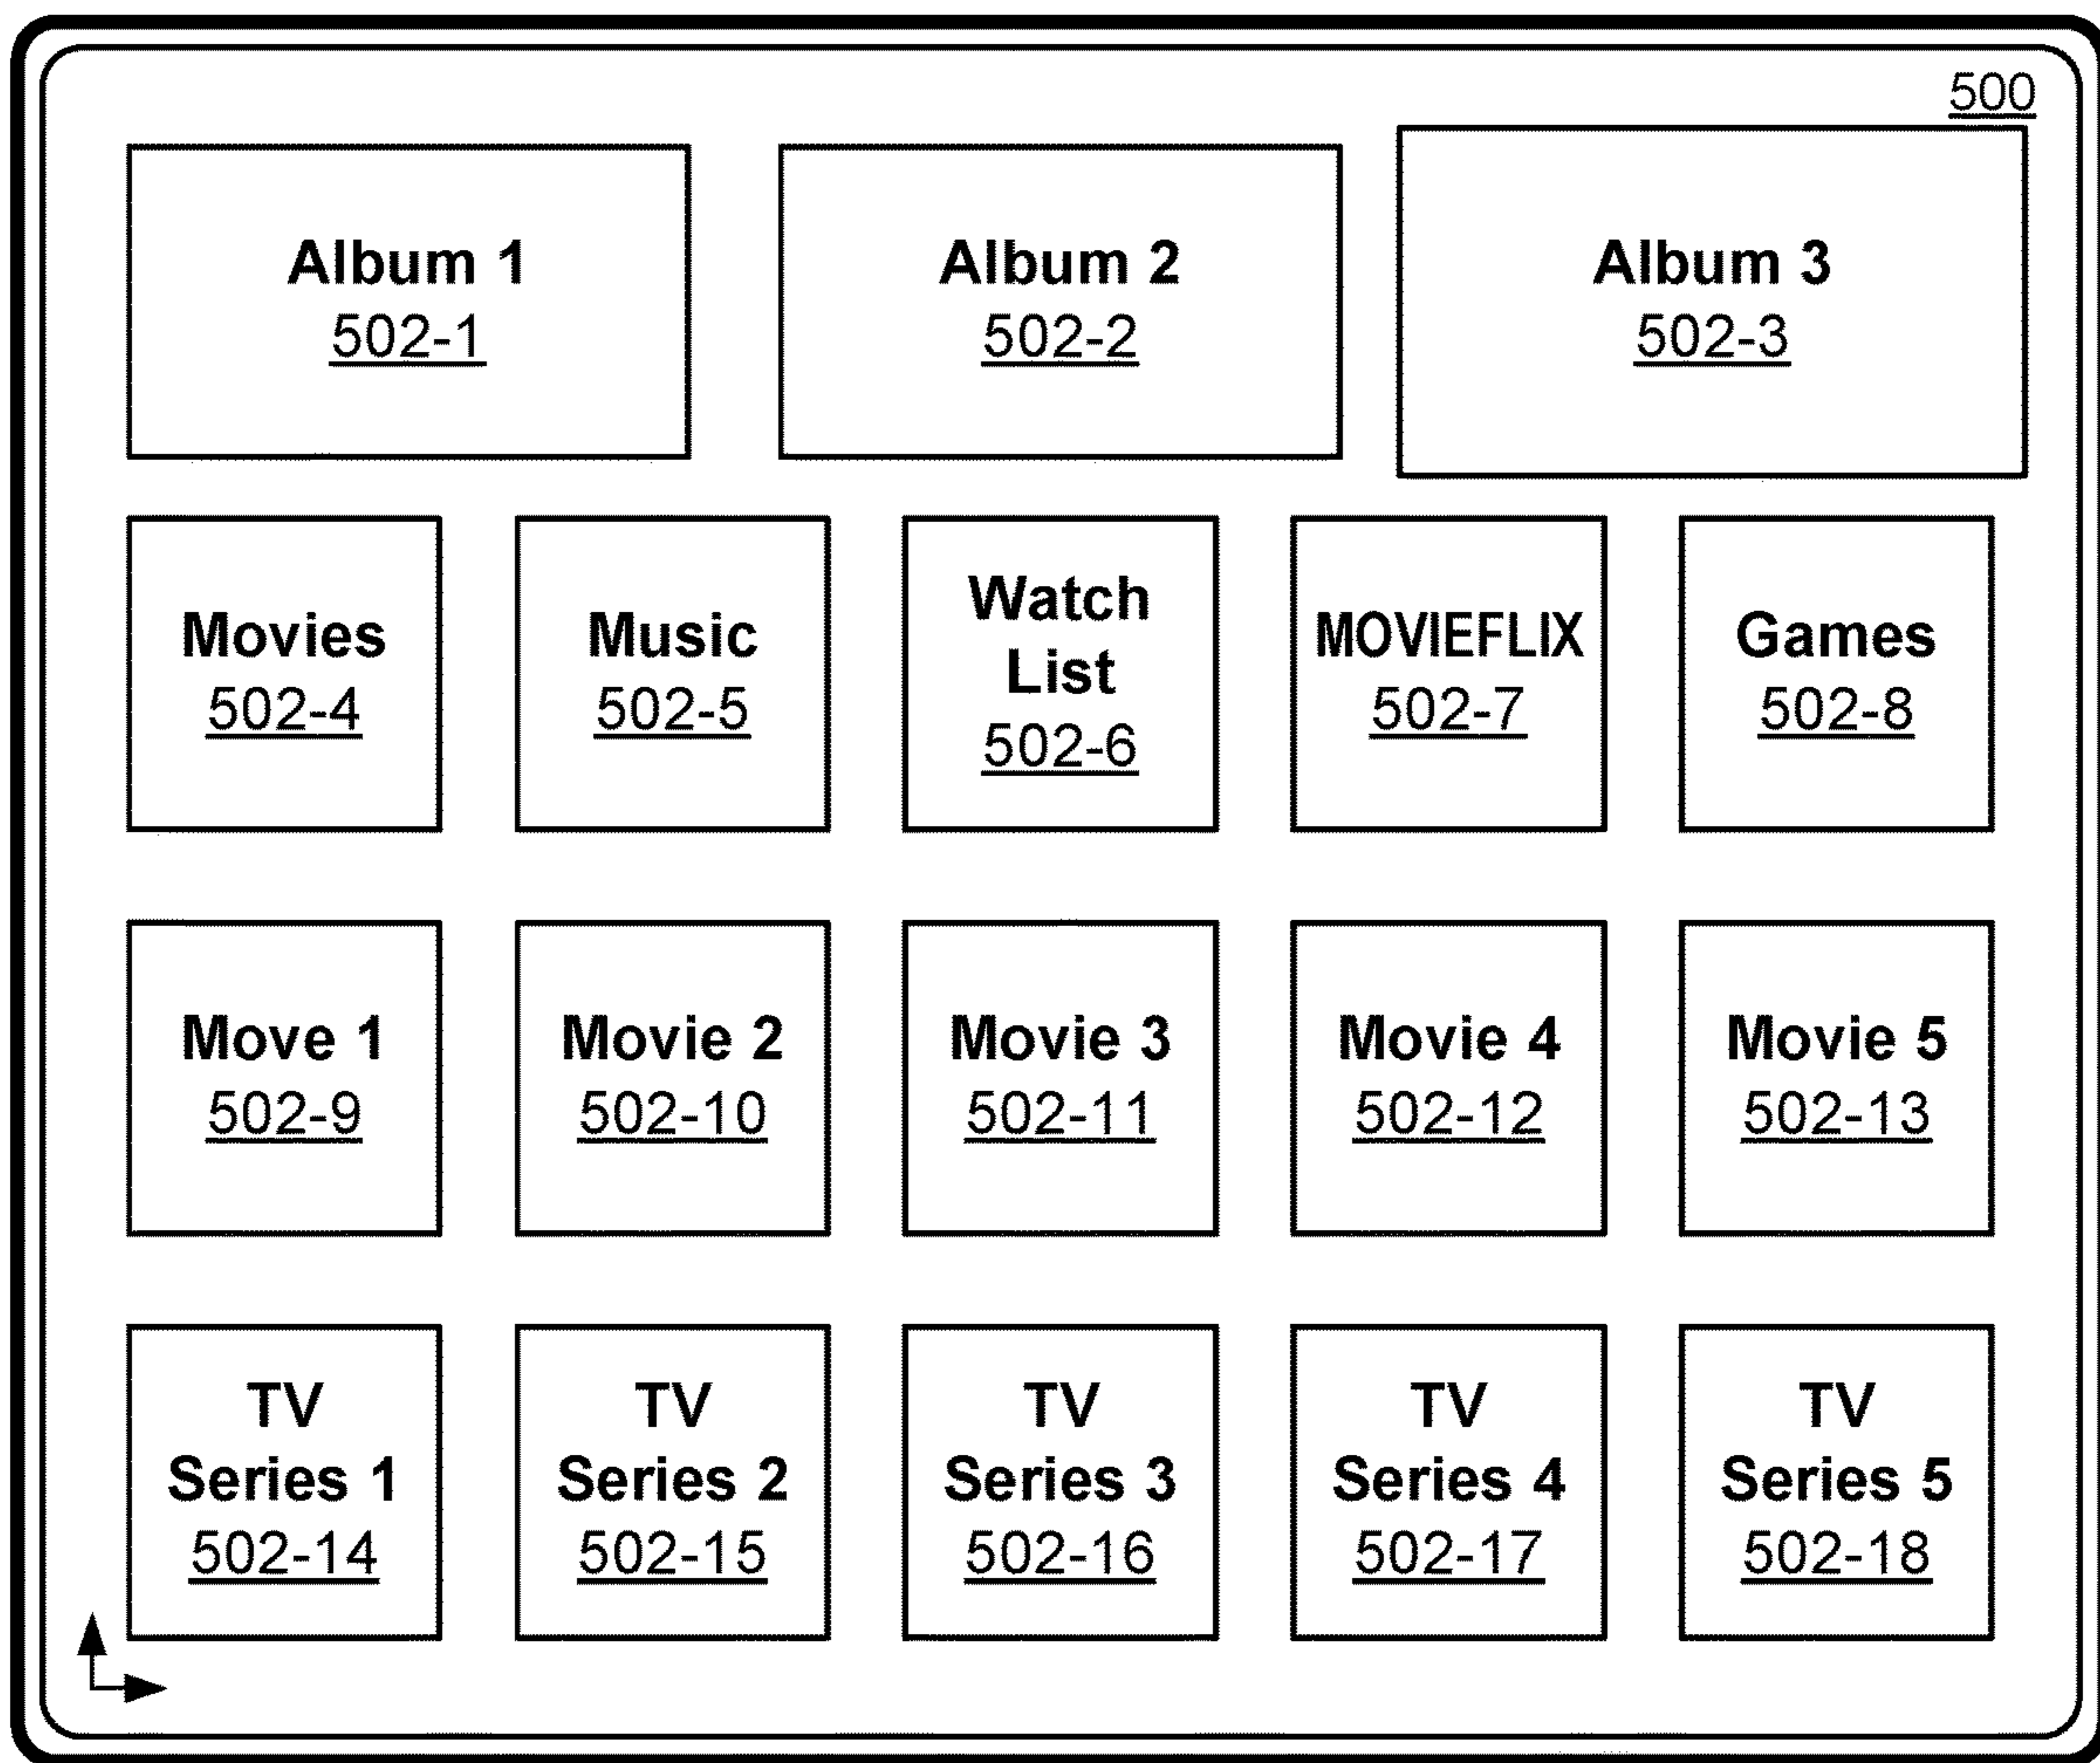 500
Album 1
502-1
Album 2
502-2
Album 3
502-3
Movies
502-4
Music
502-5
Watch
List
502-6
MOVIEFLIX
502-7
Games
502-8
Move 1
502-9
Movie 2
502-10
Movie 3
502-11
Movie 4
502-12
Movie 5
502-13
TV
Series 1
502-14
TV
Series 2
502-15
TV
Series 3
502-16
TV
Series 4
502-17
TV
Series 5
502-18